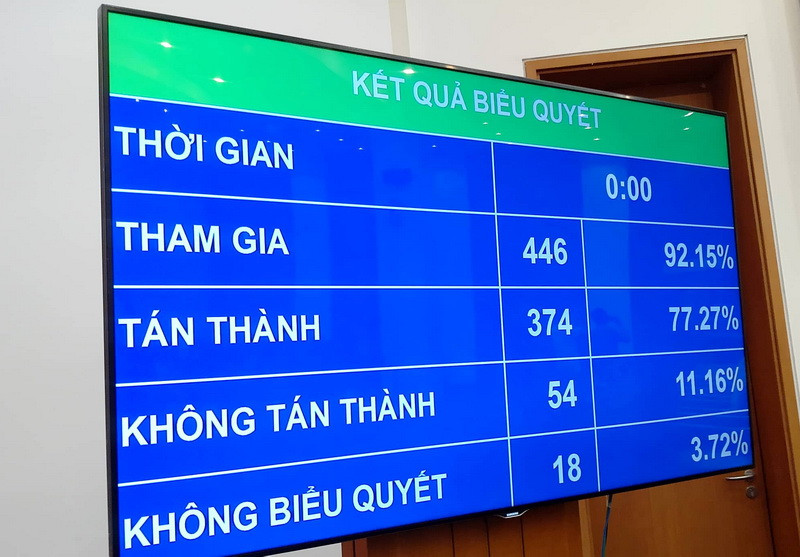 KẾT QUẢ BIỂU QUYẾT
THỜI GIAN 0:00
THAM GIA 446 92.15%
TÁN THÀNH 374 77.27%
KHÔNG TÁN THÀNH 54 11.16%
KHÔNG BIỂU QUYẾT 18 3.72%